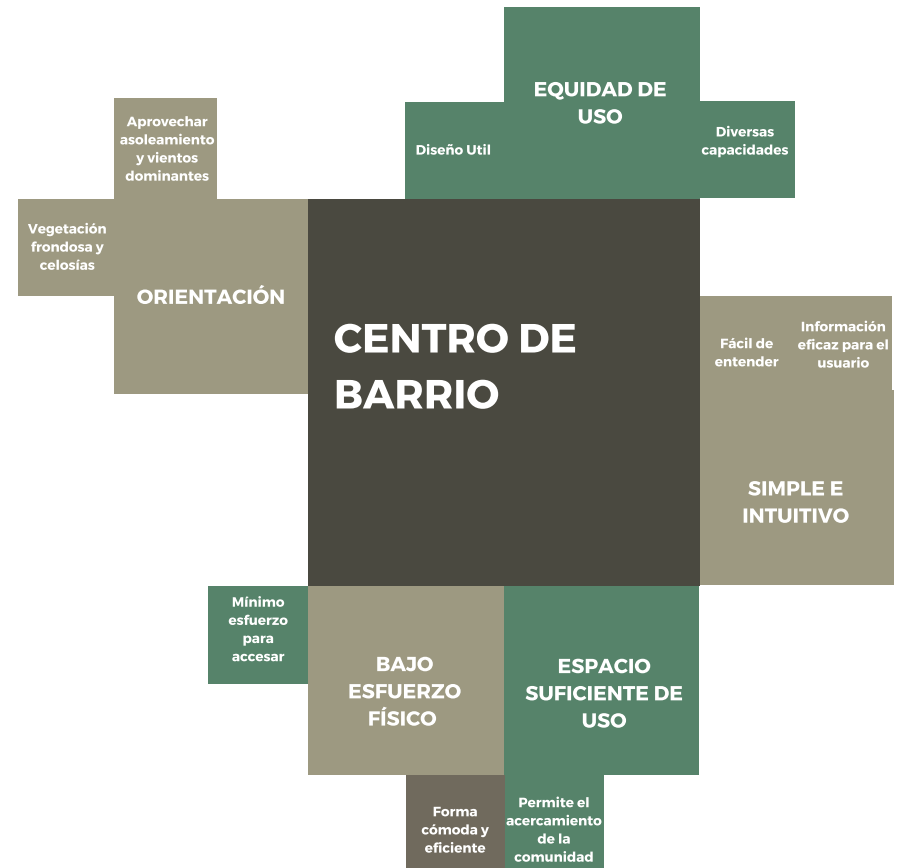 EQUIDAD DE
USO
Diseño Util
Diversas
capacidades
Aprovechar
asoleamiento
y vientos
dominantes
Vegetación
frondosa y
celosías
ORIENTACIÓN
CENTRO DE
BARRIO
Fácil de
entender
Información
eficaz para el
usuario
SIMPLE E
INTUITIVO
Mínimo
esfuerzo
para
accesar
BAJO
ESFUERZO
FÍSICO
ESPACIO
SUFICIENTE DE
USO
Forma
cómoda y
eficiente
Permite el
acercamiento
de la
comunidad